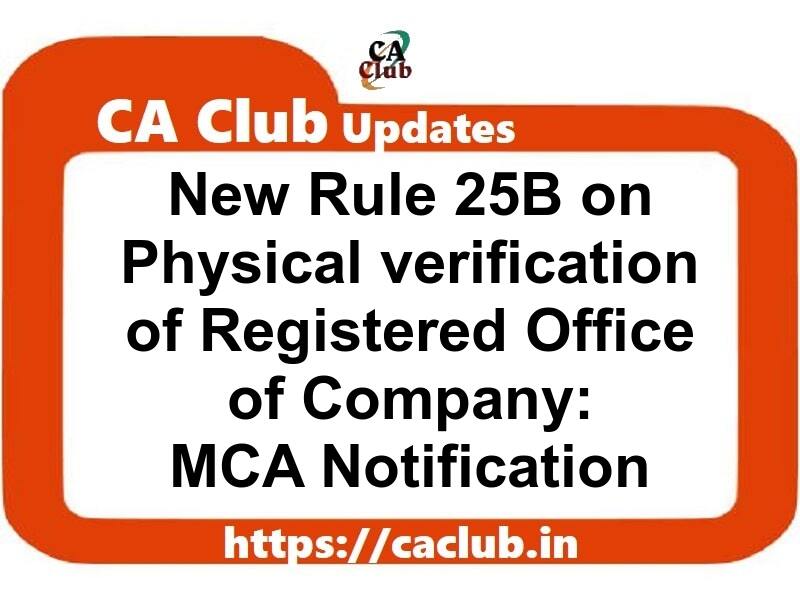 CA
Club
CA Club Updates
New Rule 25B on
Physical verification
of Registered Office
of Company:
MCA Notification
https://caclub.in